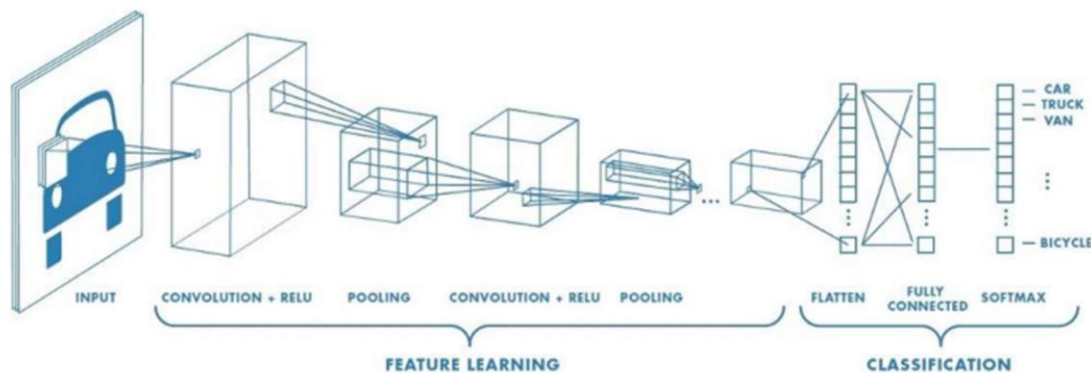 CAR
TRUCK
VAN
BICYCLE
INPUT
CONVOLUTION + RELU
POOLING
CONVOLUTION + RELU
POOLING
FLATTEN
FULLY
CONNECTED
SOFTMAX
FEATURE LEARNING
CLASSIFICATION